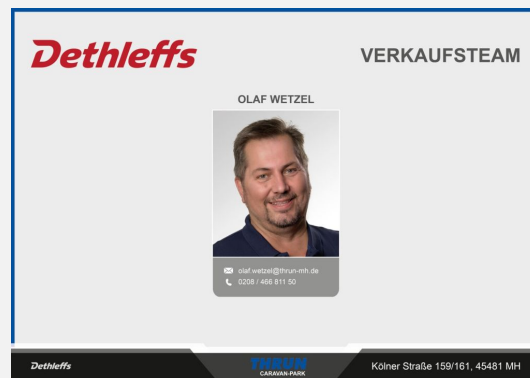 Dethleffs
VERKAUFSTEAM
OLAF WETZEL
olaf.wetzel@thrun-mh.de
0208 / 466 811 50
Dethleffs
THRUN
CARAVAN-PARK
Kölner Straße 159/161, 45481 MH